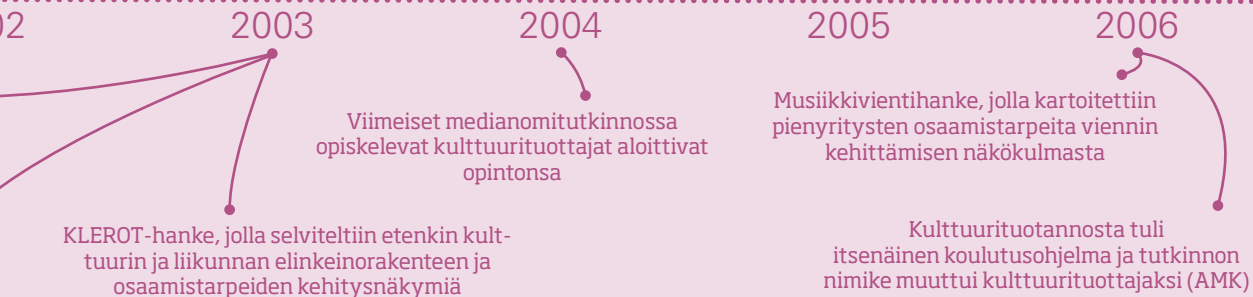 02 2003 2004 2005 2006
Viimeiset medianomitutkinnossa
opiskelevat kulttuurituottajat aloittivat
opintonsa
Musiikkivientihanke, jolla kartoitettiin
pienyritysten osaamistarpeita viennin
kehittämisen näkökulmasta
KLEROT-hanke, jolla selviteltiin etenkin kult-
tuurin ja liikunnan elinkeinorakenteen ja
osaamistarpeiden kehitysnäkymiä
Kulttuurituotannosta tuli
itsenäinen koulutusohjelma ja tutkinnon
nimike muuttui kulttuurituottajaksi (AMK)